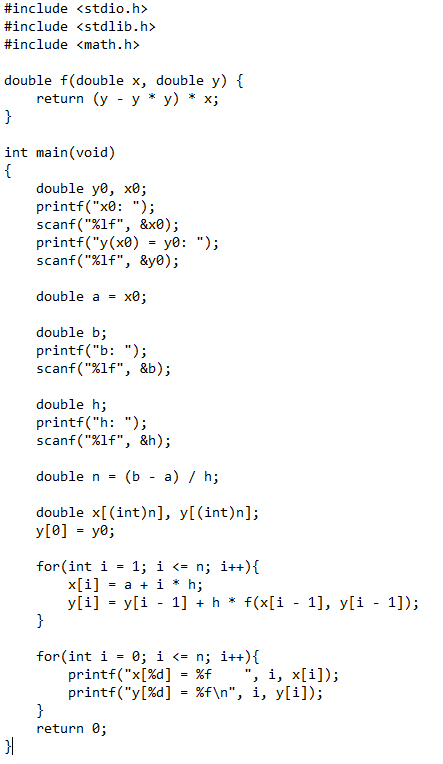 #include <stdio.h>
#include <stdlib.h>
#include <math.h>

double f(double x, double y) {
    return (y - y * y) * x;
}

int main(void)
{
    double y0, x0;
    printf("x0: ");
    scanf("%lf", &x0);
    printf("y(x0) = y0: ");
    scanf("%lf", &y0);

    double a = x0;

    double b;
    printf("b: ");
    scanf("%lf", &b);

    double h;
    printf("h: ");
    scanf("%lf", &h);

    double n = (b - a) / h;

    double x[(int)n], y[(int)n];
    y[0] = y0;

    for(int i = 1; i <= n; i++){
        x[i] = a + i * h;
        y[i] = y[i - 1] + h * f(x[i - 1], y[i - 1]);
    }

    for(int i = 0; i <= n; i++){
        printf("x[%d] = %f    ", i, x[i]);
        printf("y[%d] = %f\n", i, y[i]);
    }
    return 0;
}